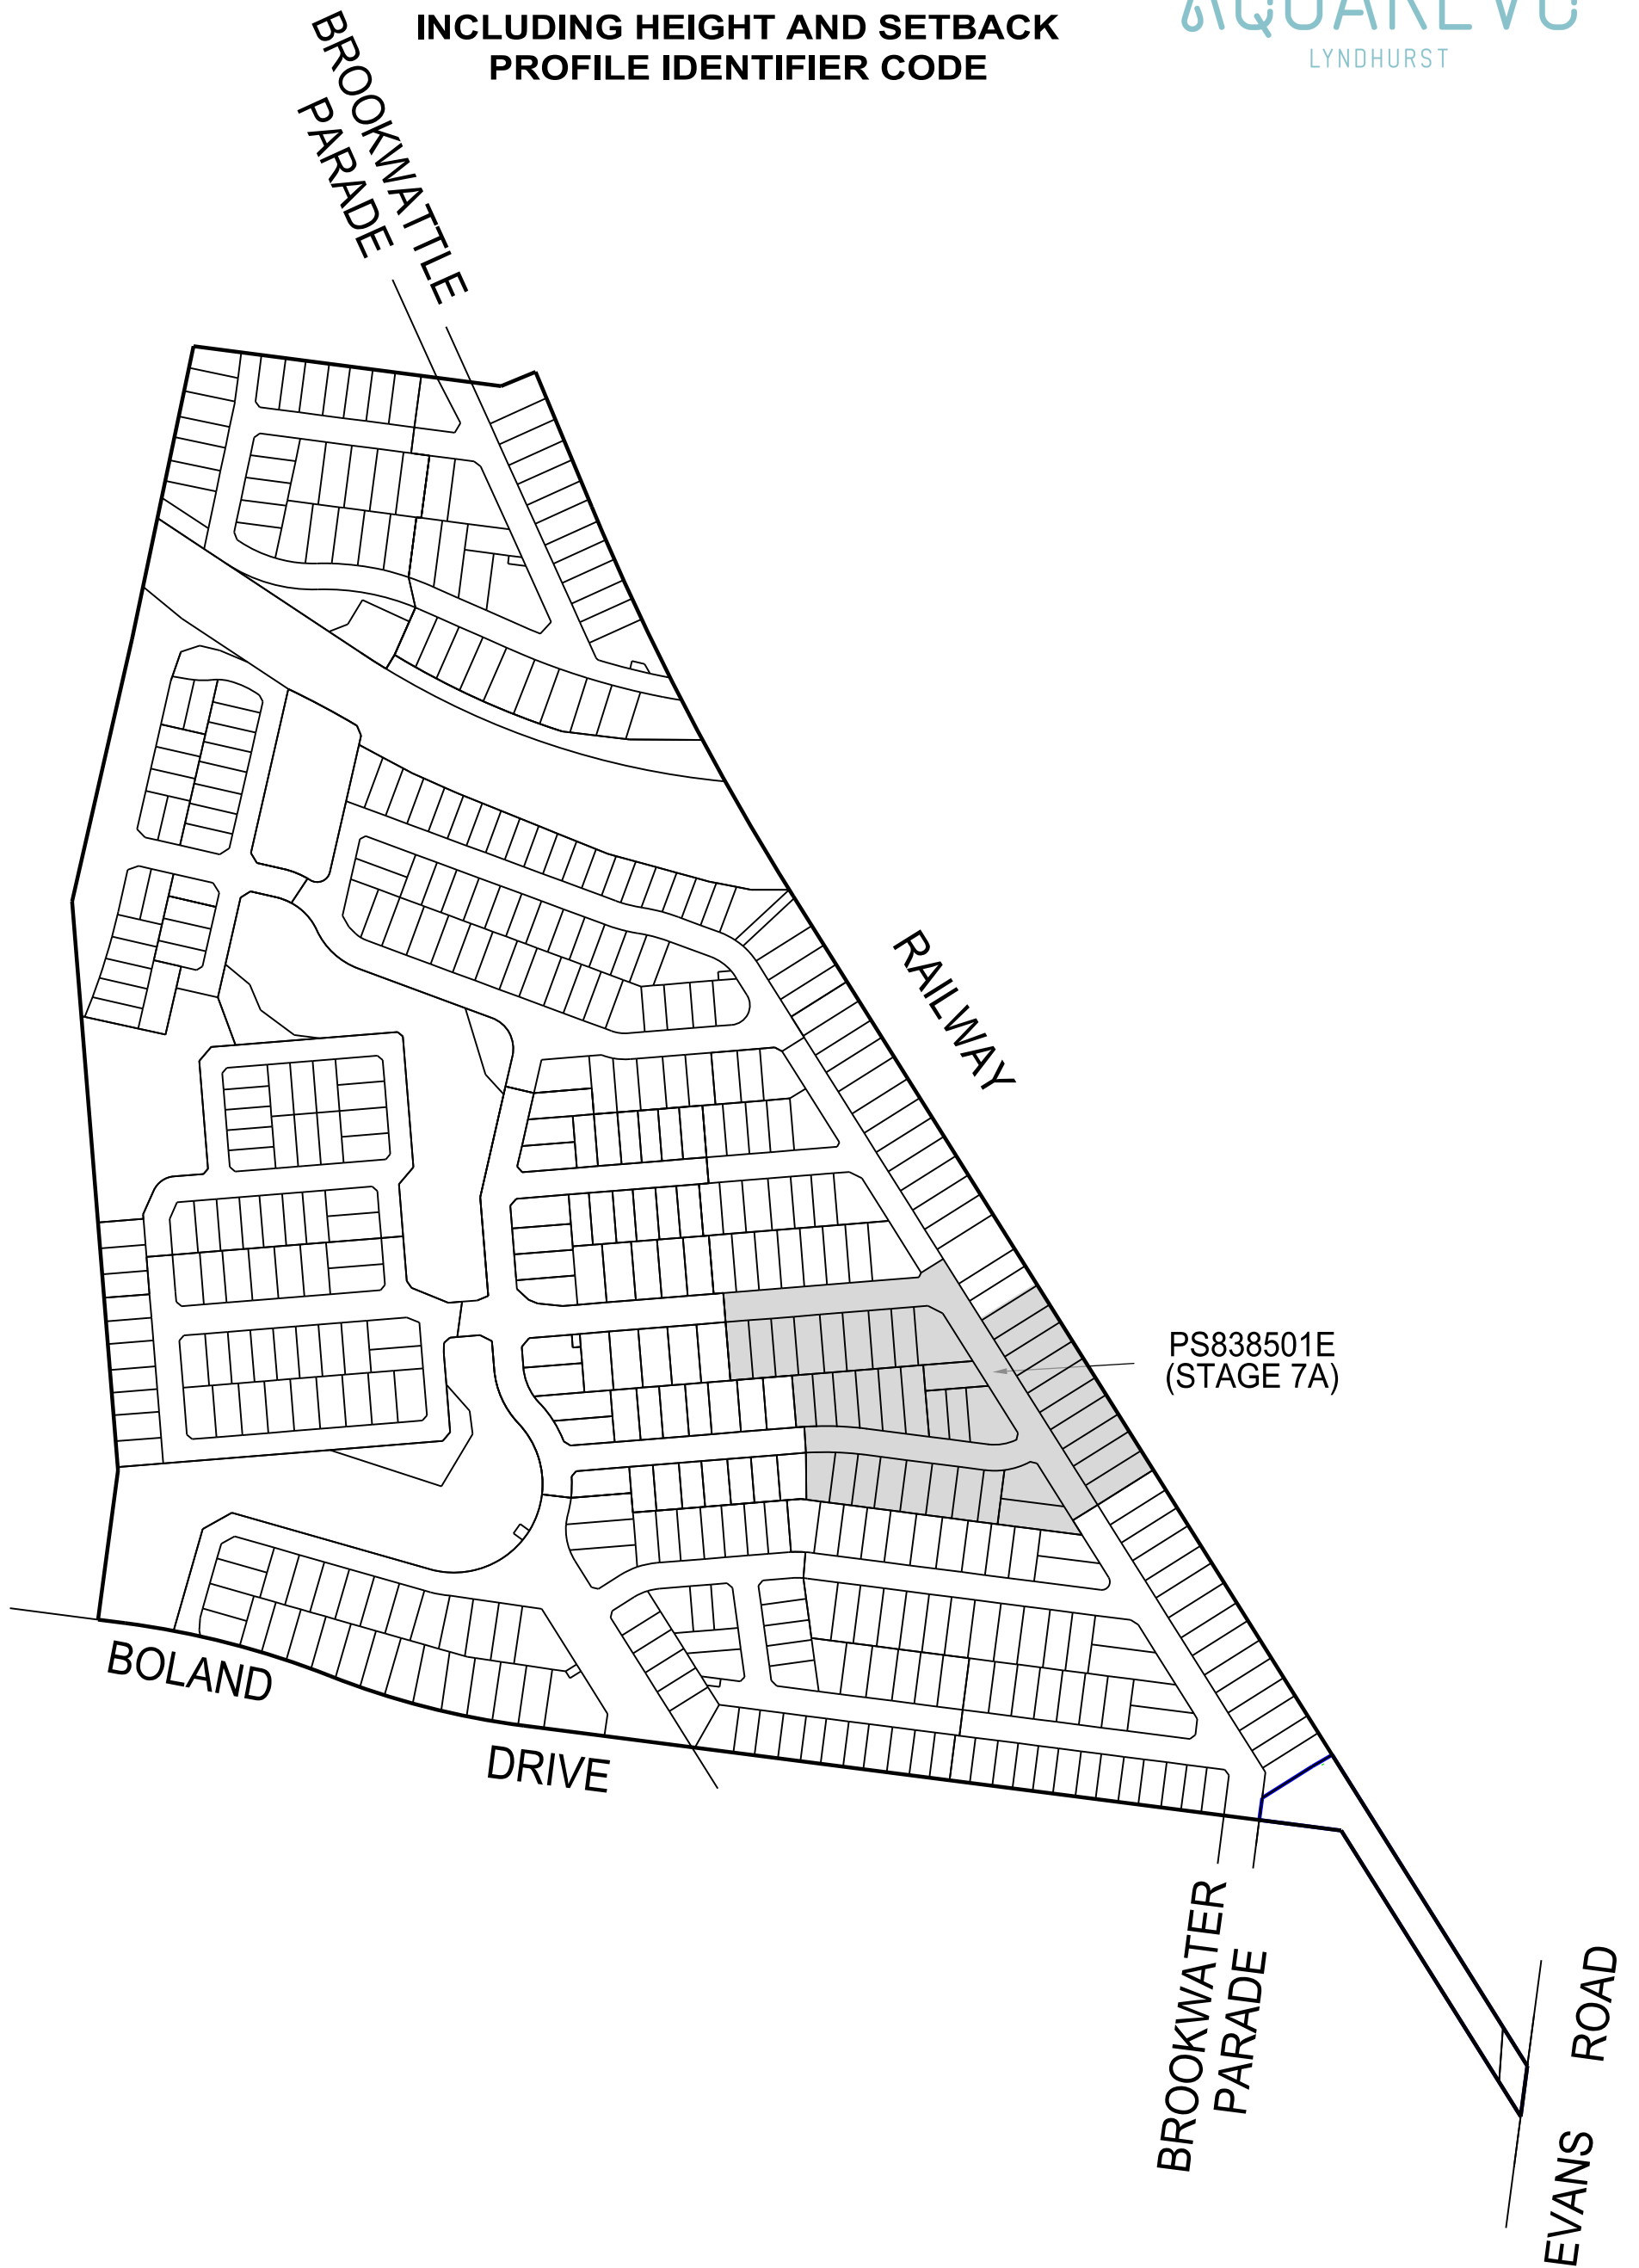 INCLUDING HEIGHT AND SETBACK
PROFILE IDENTIFIER CODE
AQUAREVO
LYNDHURST
BROOKWATTLE
PARADE
RAILWAY
PS838501E
(STAGE 7A)
BOLAND
DRIVE
BROOKWATER
PARADE
EVANS ROAD